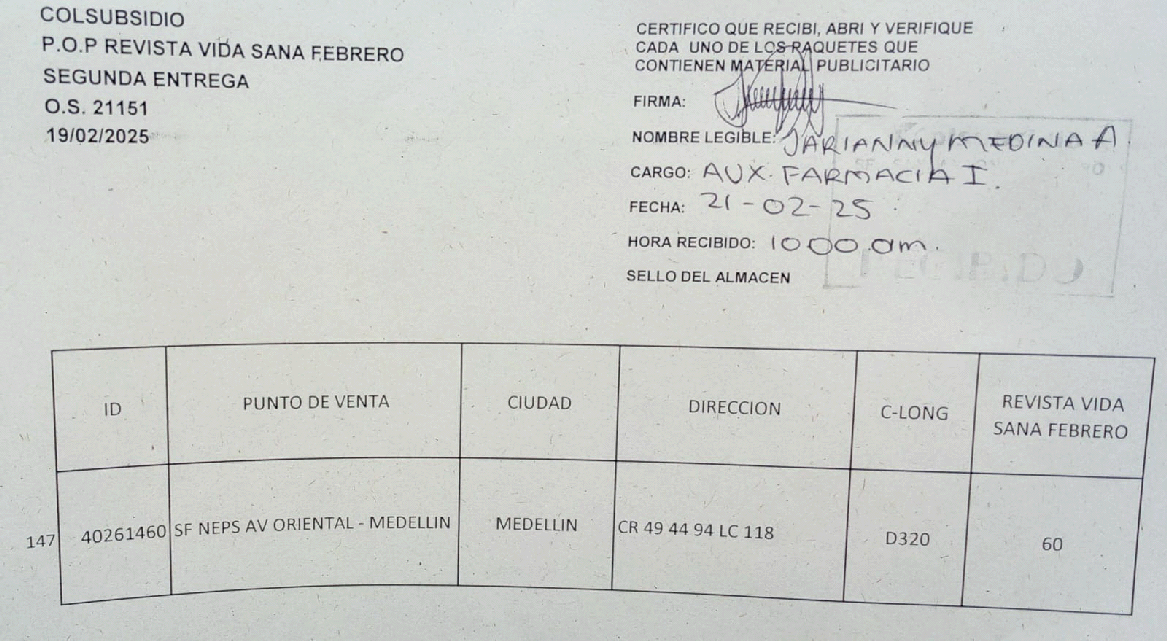 COLSUBSIDIO
P.O.P REVISTA VIDA SANA FEBRERO
SEGUNDA ENTREGA
O.S. 21151
19/02/2025
CERTIFICO QUE RECIBI, ABRI Y VERIFIQUE
CADA UNO DE LOS PAQUETES QUE
CONTIENEN MATERIAL PUBLICITARIO
FIRMA:
NOMBRE LEGIBLE: JARIANNY MEDINA A
CARGO: AUX. FARMACIA I.
FECHA: 21-02-25
HORA RECIBIDO: 10 00 am.
SELLO DEL ALMACEN
RECIBIDO
ID PUNTO DE VENTA CIUDAD DIRECCION C-LONG REVISTA VIDA SANA FEBRERO
147 40261460 SF NEPS AV ORIENTAL - MEDELLIN MEDELLIN CR 49 44 94 LC 118 D320 60